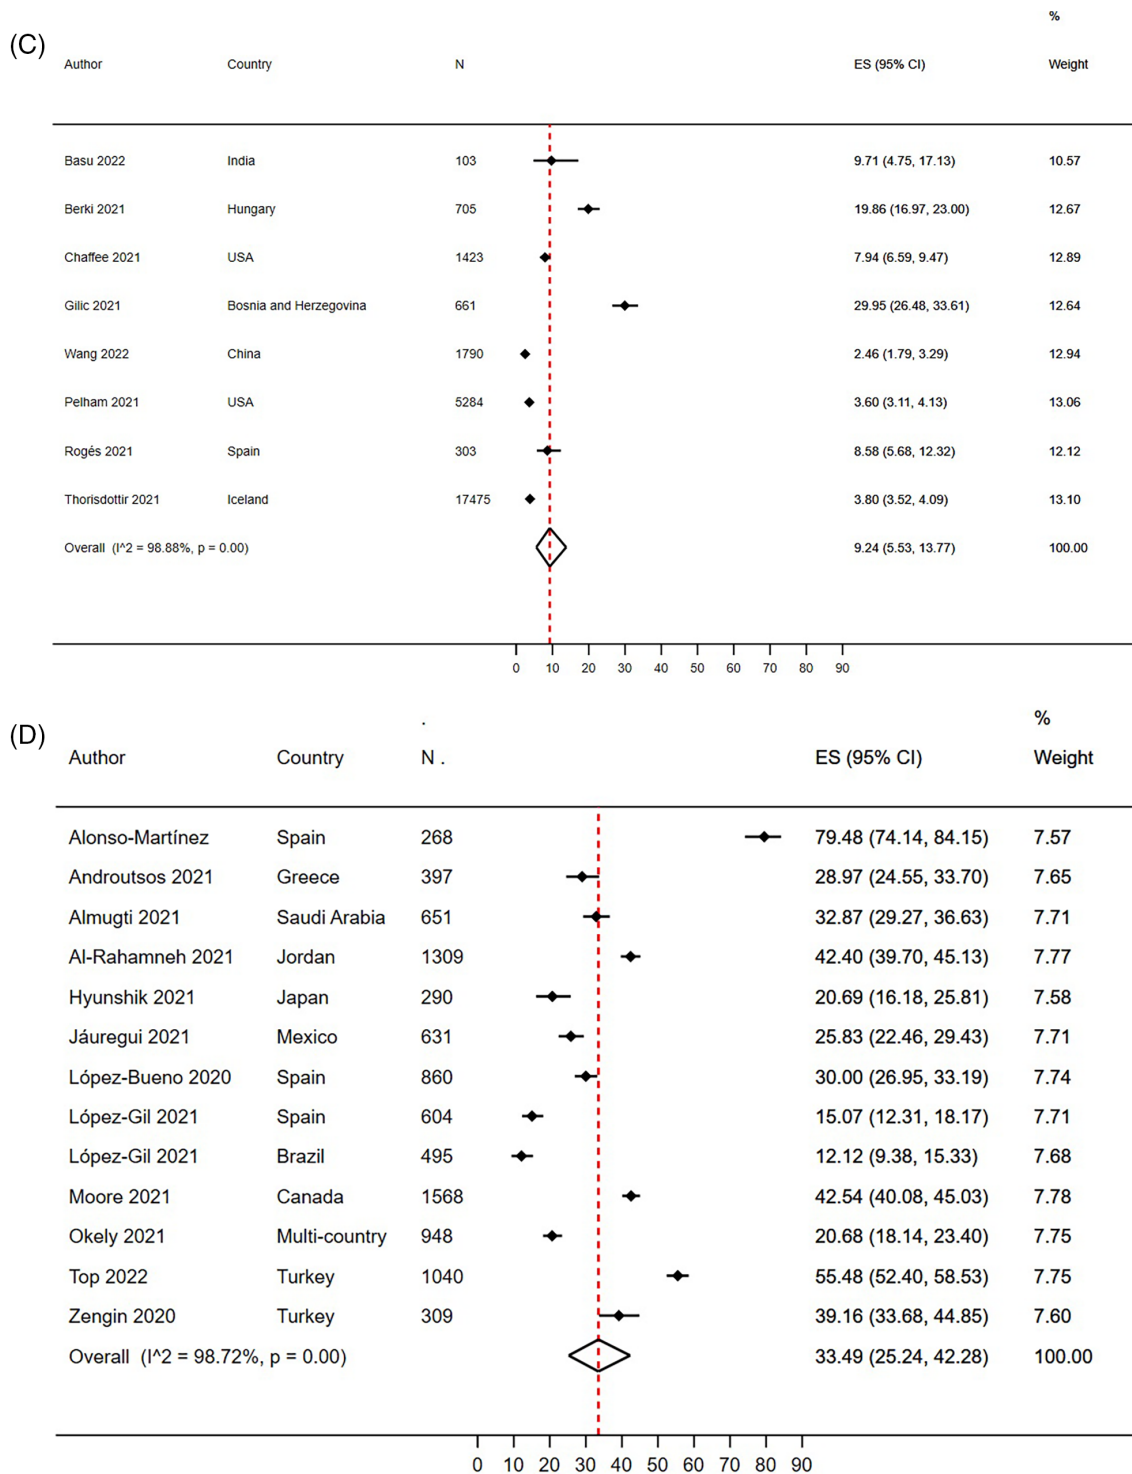 (C)
%
Author Country N ES (95% CI) Weight
Basu 2022 India 103 9.71 (4.75, 17.13) 10.57
Berki 2021 Hungary 705 19.86 (16.97, 23.00) 12.67
Chaffee 2021 USA 1423 7.94 (6.59, 9.47) 12.89
Gilic 2021 Bosnia and Herzegovina 661 29.95 (26.48, 33.61) 12.64
Wang 2022 China 1790 2.46 (1.79, 3.29) 12.94
Pelham 2021 USA 5284 3.60 (3.11, 4.13) 13.06
Rogés 2021 Spain 303 8.58 (5.68, 12.32) 12.12
Thorisdottir 2021 Iceland 17475 3.80 (3.52, 4.09) 13.10
Overall (I^2 = 98.88%, p = 0.00) 9.24 (5.53, 13.77) 100.00
0 10 20 30 40 50 60 70 80 90
(D)
. %
Author Country N . ES (95% CI) Weight
Alonso-Martínez Spain 268 79.48 (74.14, 84.15) 7.57
Androutsos 2021 Greece 397 28.97 (24.55, 33.70) 7.65
Almugti 2021 Saudi Arabia 651 32.87 (29.27, 36.63) 7.71
Al-Rahamneh 2021 Jordan 1309 42.40 (39.70, 45.13) 7.77
Hyunshik 2021 Japan 290 20.69 (16.18, 25.81) 7.58
Jáuregui 2021 Mexico 631 25.83 (22.46, 29.43) 7.71
López-Bueno 2020 Spain 860 30.00 (26.95, 33.19) 7.74
López-Gil 2021 Spain 604 15.07 (12.31, 18.17) 7.71
López-Gil 2021 Brazil 495 12.12 (9.38, 15.33) 7.68
Moore 2021 Canada 1568 42.54 (40.08, 45.03) 7.78
Okely 2021 Multi-country 948 20.68 (18.14, 23.40) 7.75
Top 2022 Turkey 1040 55.48 (52.40, 58.53) 7.75
Zengin 2020 Turkey 309 39.16 (33.68, 44.85) 7.60
Overall (I^2 = 98.72%, p = 0.00) 33.49 (25.24, 42.28) 100.00
0 10 20 30 40 50 60 70 80 90